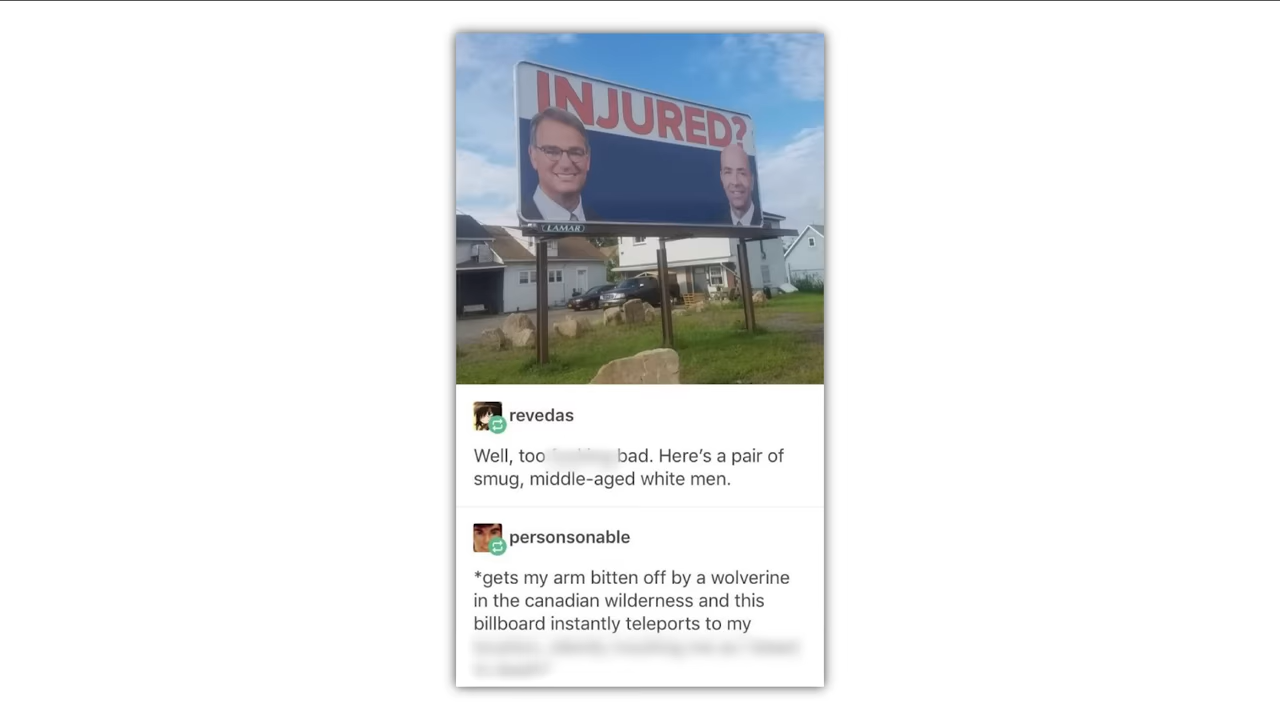 INJURED?
LAMAR
revedas
Well, too bad. Here's a pair of
smug, middle-aged white men.
personsonable
*gets my arm bitten off by a wolverine
in the canadian wilderness and this
billboard instantly teleports to my